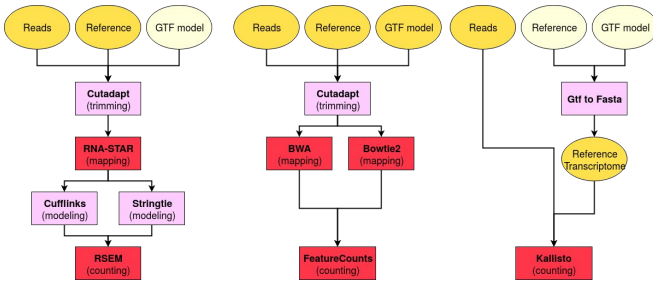 Reads
Reference
GTF model
Cutadapt
(trimming)
RNA-STAR
(mapping)
Cufflinks
(modeling)
Stringtie
(modeling)
RSEM
(counting)
Reads
Reference
GTF model
Cutadapt
(trimming)
BWA
(mapping)
Bowtie2
(mapping)
FeatureCounts
(counting)
Reads
Reference
GTF model
Gtf to Fasta
Reference
Transcriptome
Kallisto
(counting)